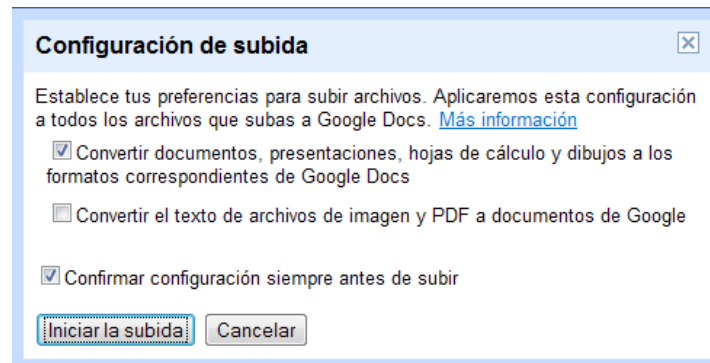 Configuración de subida
Establece tus preferencias para subir archivos. Aplicaremos esta configuración
a todos los archivos que subas a Google Docs. Más información
Convertir documentos, presentaciones, hojas de cálculo y dibujos a los
formatos correspondientes de Google Docs
Convertir el texto de archivos de imagen y PDF a documentos de Google
Confirmar configuración siempre antes de subir
Iniciar la subida Cancelar